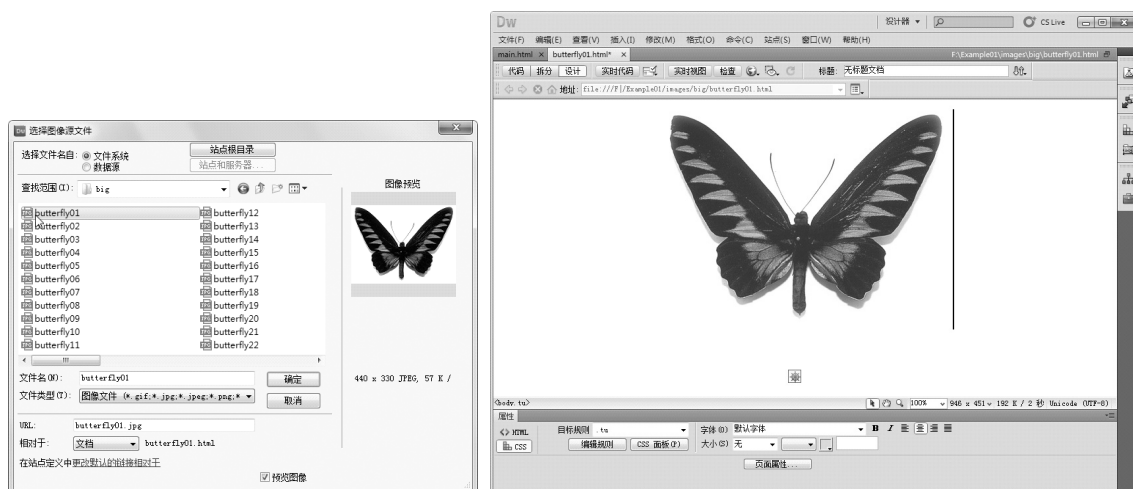 Dw 选择图像源文件
选择文件名自: 文件系统 站点根目录
数据源 站点和服务器...
查找范围(I): big
图像预览
butterfly01 butterfly12
butterfly02 butterfly13
butterfly03 butterfly14
butterfly04 butterfly15
butterfly05 butterfly16
butterfly06 butterfly17
butterfly07 butterfly18
butterfly08 butterfly19
butterfly09 butterfly20
butterfly10 butterfly21
butterfly11 butterfly22
文件名(N): butterfly01 确定
440 x 330 JPEG, 57 K /
文件类型(T): 图像文件 (*.gif;*.jpg;*.jpeg;*.png;* 取消
URL: butterfly01.jpg
相对于: 文档 butterfly01.html
在站点定义中更改默认的链接相对于
预览图像
Dw 设计器 CS Live
文件(F) 编辑(E) 查看(V) 插入(I) 修改(M) 格式(O) 命令(C) 站点(S) 窗口(W) 帮助(H)
main.html × butterfly01.html* × F:\Example01\images\big\butterfly01.html
代码 拆分 设计 实时代码 实时视图 检查 标题: 无标题文档
地址: file:///F|/Example01/images/big/butterfly01.html
<body.tu> 100% 946 x 451 192 K / 2 秒 Unicode (UTF-8)
属性
<> HTML 目标规则 .tu 字体(O) 默认字体 B I
CSS 编辑规则 CSS 面板(P) 大小(S) 无
页面属性...